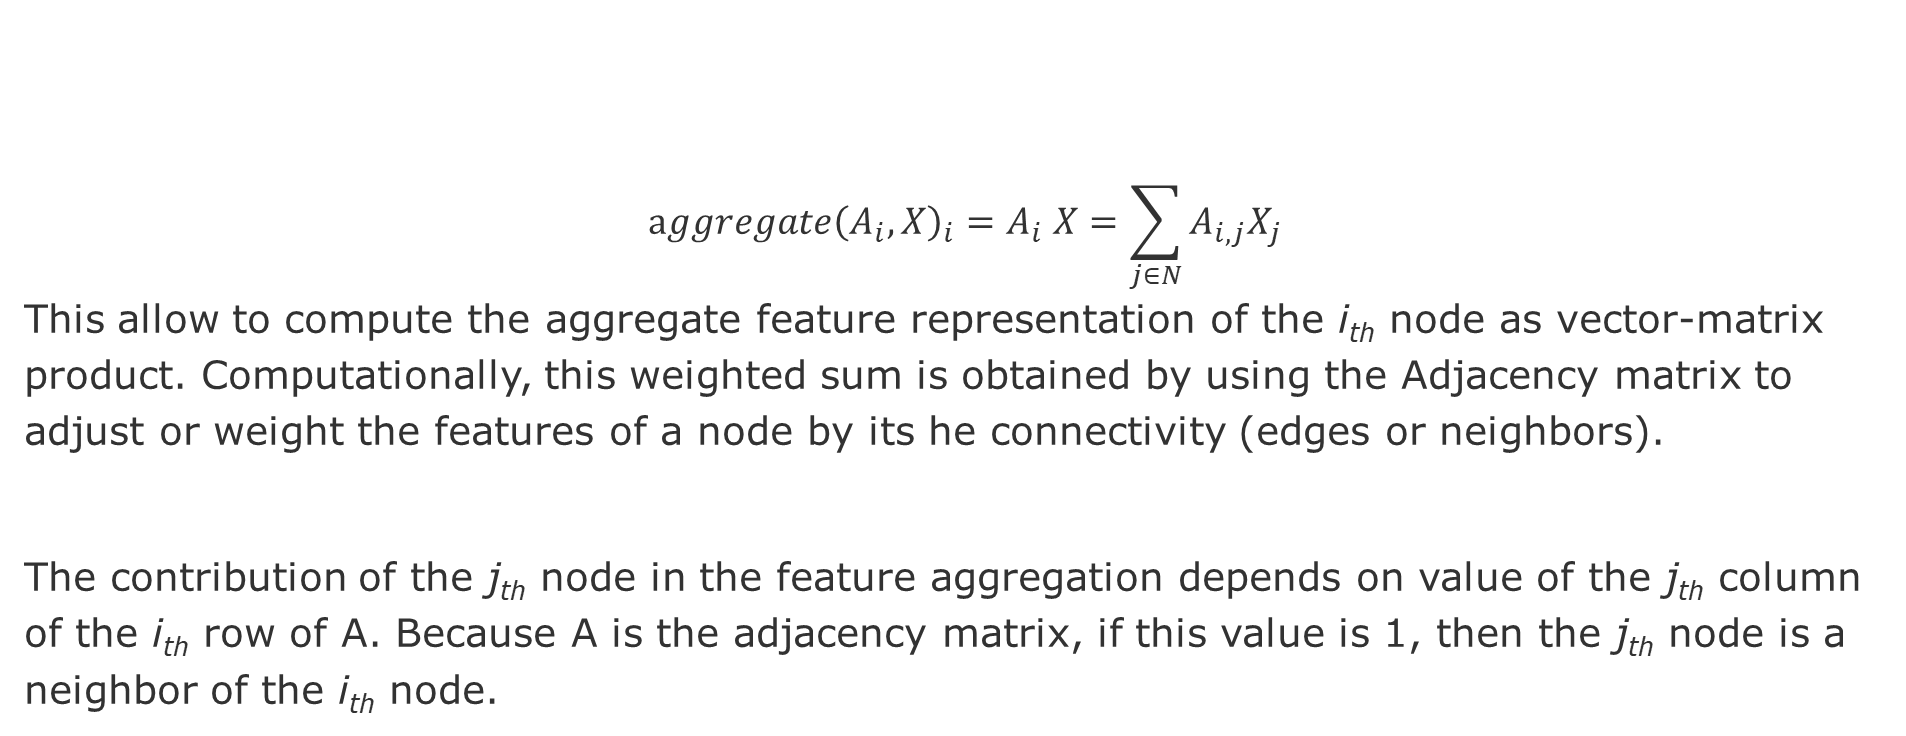 aggregate(Aᵢ, X)ᵢ = Aᵢ X = ∑_{j∈N} A_{i,j}X_j
This allow to compute the aggregate feature representation of the i_th node as vector-matrix
product. Computationally, this weighted sum is obtained by using the Adjacency matrix to
adjust or weight the features of a node by its he connectivity (edges or neighbors).
The contribution of the j_th node in the feature aggregation depends on value of the j_th column
of the i_th row of A. Because A is the adjacency matrix, if this value is 1, then the j_th node is a
neighbor of the i_th node.